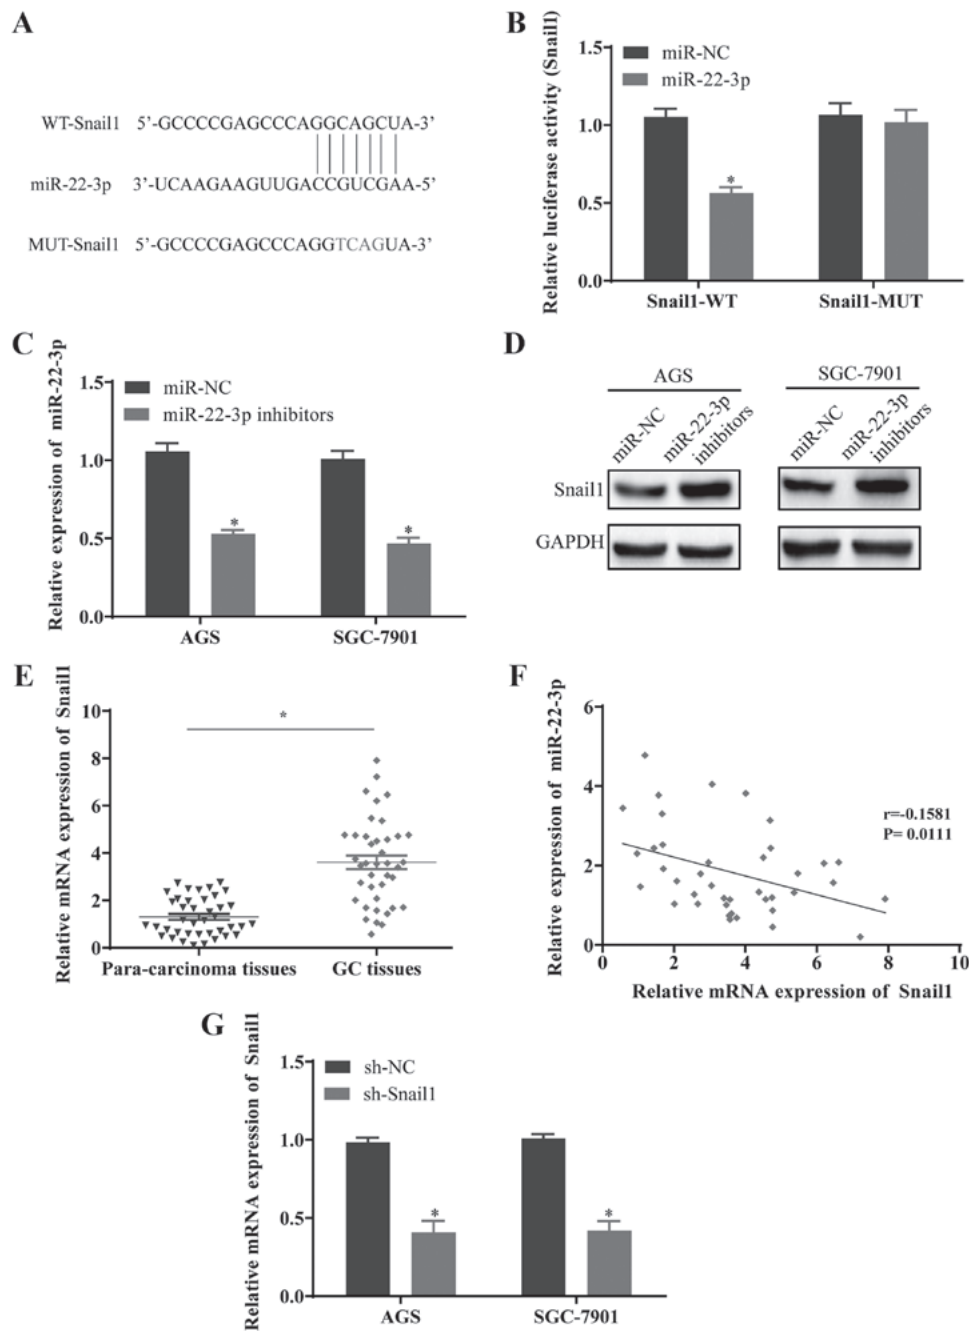 A
WT-Snail1 5’-GCCCCGAGCCCAGGCAGCUA-3’
miR-22-3p 3’-UCAAGAAGUUGACCGUCGAA-5’
MUT-Snail1 5’-GCCCCGAGCCCAGGTCAGUA-3’
B
Relative luciferase activity (Snail1)
miR-NC
miR-22-3p
1.5
1.0
0.5
0.0
*
Snail1-WT
Snail1-MUT
C
Relative expression of miR-22-3p
miR-NC
miR-22-3p inhibitors
1.5
1.0
0.5
0.0
*
*
AGS
SGC-7901
D
AGS
SGC-7901
miR-NC
miR-22-3p
inhibitors
miR-NC
miR-22-3p
inhibitors
Snail1
GAPDH
E
Relative mRNA expression of Snail1
10
8
6
4
2
0
*
Para-carcinoma tissues
GC tissues
F
Relative expression of miR-22-3p
6
4
2
0
r=-0.1581
P= 0.0111
0 2 4 6 8 10
Relative mRNA expression of Snail1
G
Relative mRNA expression of Snail1
sh-NC
sh-Snail1
1.5
1.0
0.5
0.0
*
*
AGS
SGC-7901